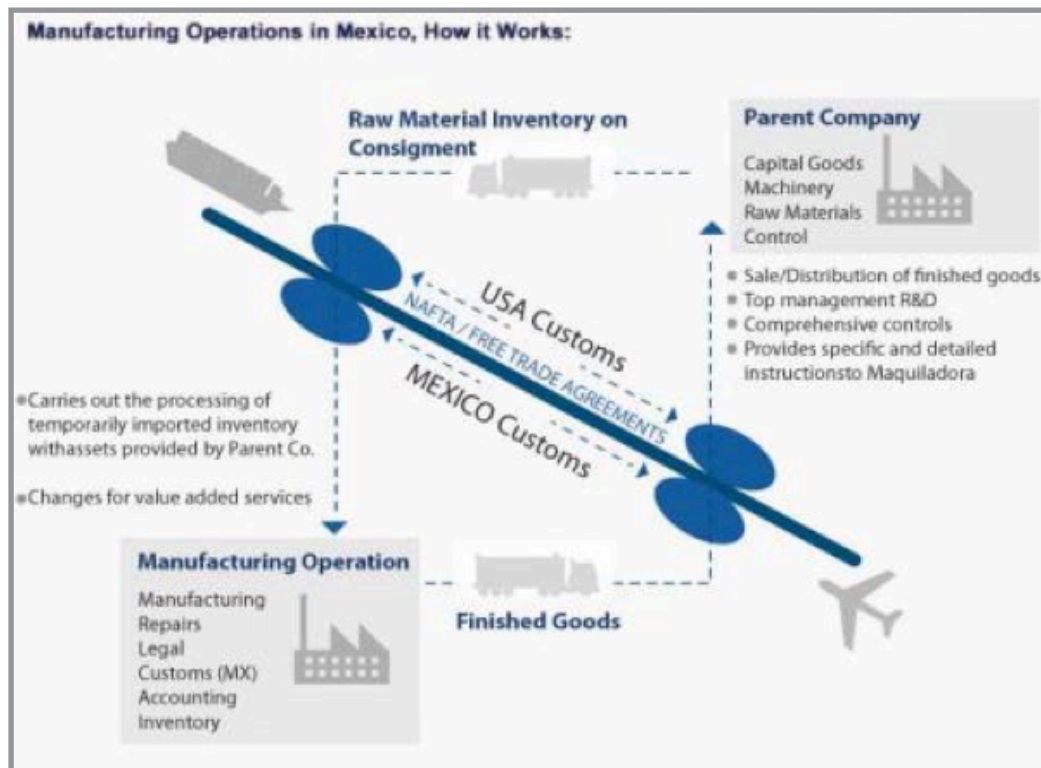 Manufacturing Operations in Mexico, How it Works:
Raw Material Inventory on
Consigment
Parent Company
Capital Goods
Machinery
Raw Materials
Control
Sale/Distribution of finished goods
Top management R&D
Comprehensive controls
Provides specific and detailed
instructionsto Maquiladora
USA Customs
NAFTA / FREE TRADE AGREEMENTS
MEXICO Customs
Carries out the processing of
temporarily imported inventory
withassets provided by Parent Co.
Changes for value added services
Manufacturing Operation
Manufacturing
Repairs
Legal
Customs (MX)
Accounting
Inventory
Finished Goods